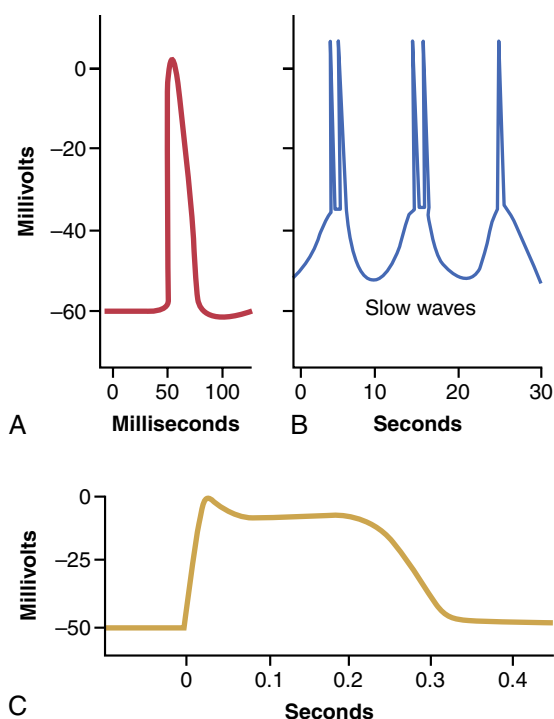 Millivolts
0
−20
−40
−60
0 50 100
Milliseconds
A
Slow waves
0 10 20 30
Seconds
B
Millivolts
0
−25
−50
0 0.1 0.2 0.3 0.4
Seconds
C